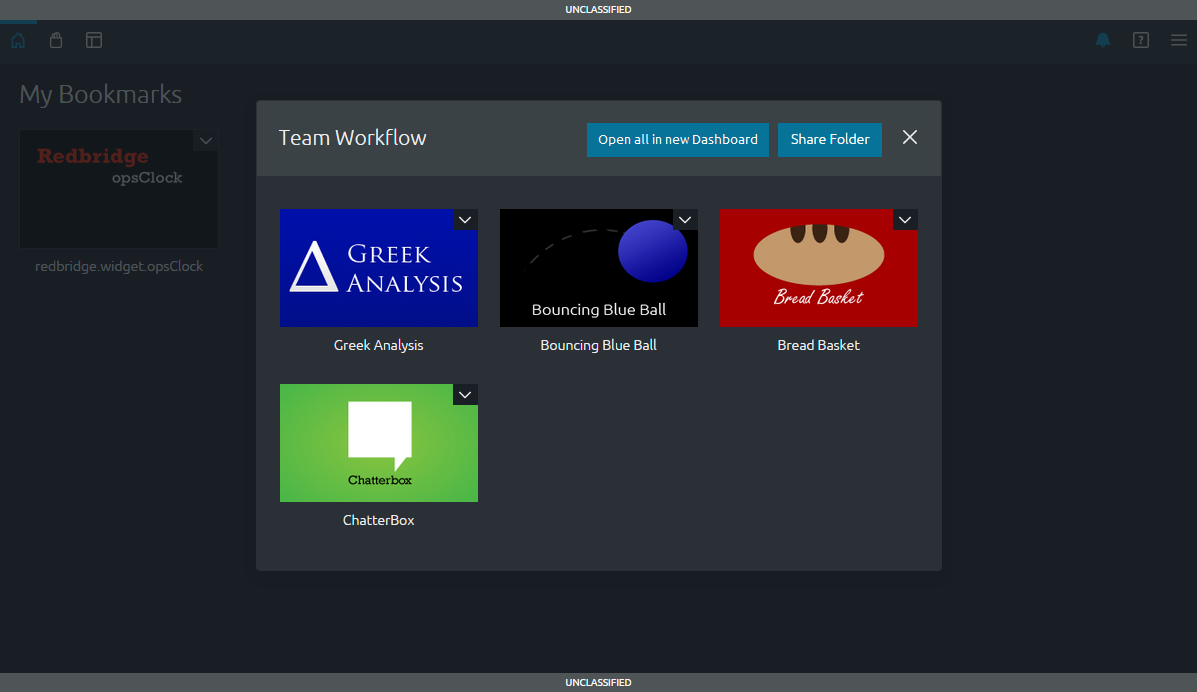 UNCLASSIFIED
My Bookmarks
Redbridge
opsClock
redbridge.widget.opsClock
Team Workflow
Open all in new Dashboard
Share Folder
GREEK
ANALYSIS
Greek Analysis
Bouncing Blue Ball
Bouncing Blue Ball
Bread Basket
Bread Basket
Chatterbox
ChatterBox
UNCLASSIFIED